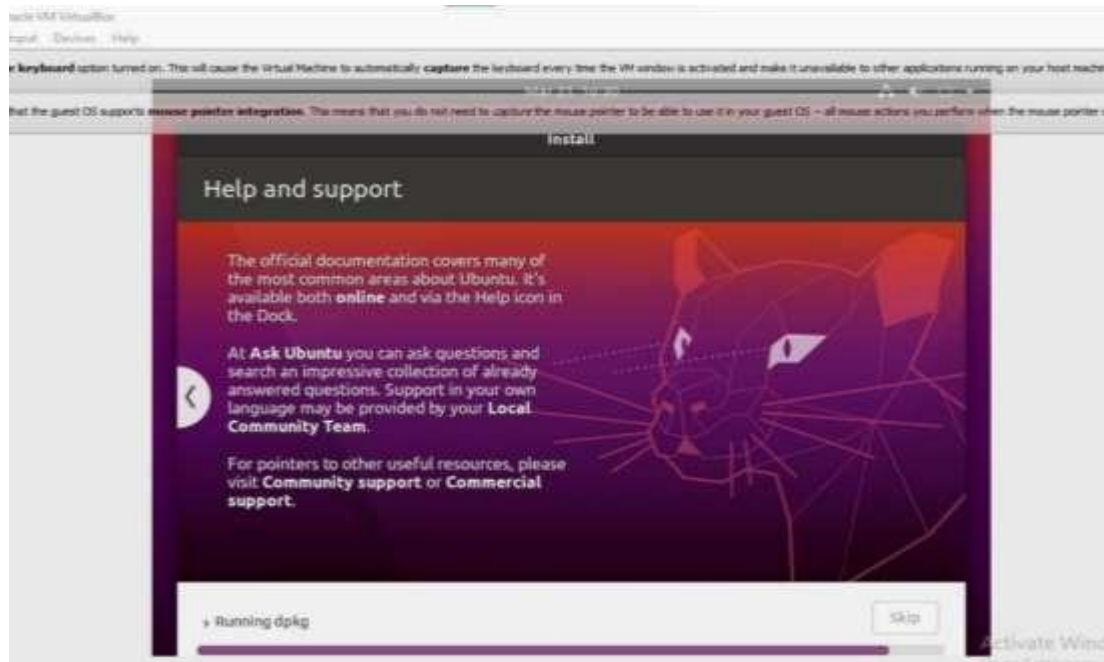 Oracle VM VirtualBox
Input Devices Help
keyboard option turned on. This will cause the Virtual Machine to automatically capture the keyboard every time the VM window is activated and make it unavailable to other applications running on your host machin
that the guest OS supports mouse pointer integration. This means that you do not need to capture the mouse pointer to be able to use it in your guest OS -- all mouse actions you perform when the mouse pointer
Install
Help and support
The official documentation covers many of
the most common areas about Ubuntu. It's
available both online and via the Help icon in
the Dock.
At Ask Ubuntu you can ask questions and
search an impressive collection of already
answered questions. Support in your own
language may be provided by your Local
Community Team.
For pointers to other useful resources, please
visit Community support or Commercial
support.
Running dpkg
Skip
Activate Wind